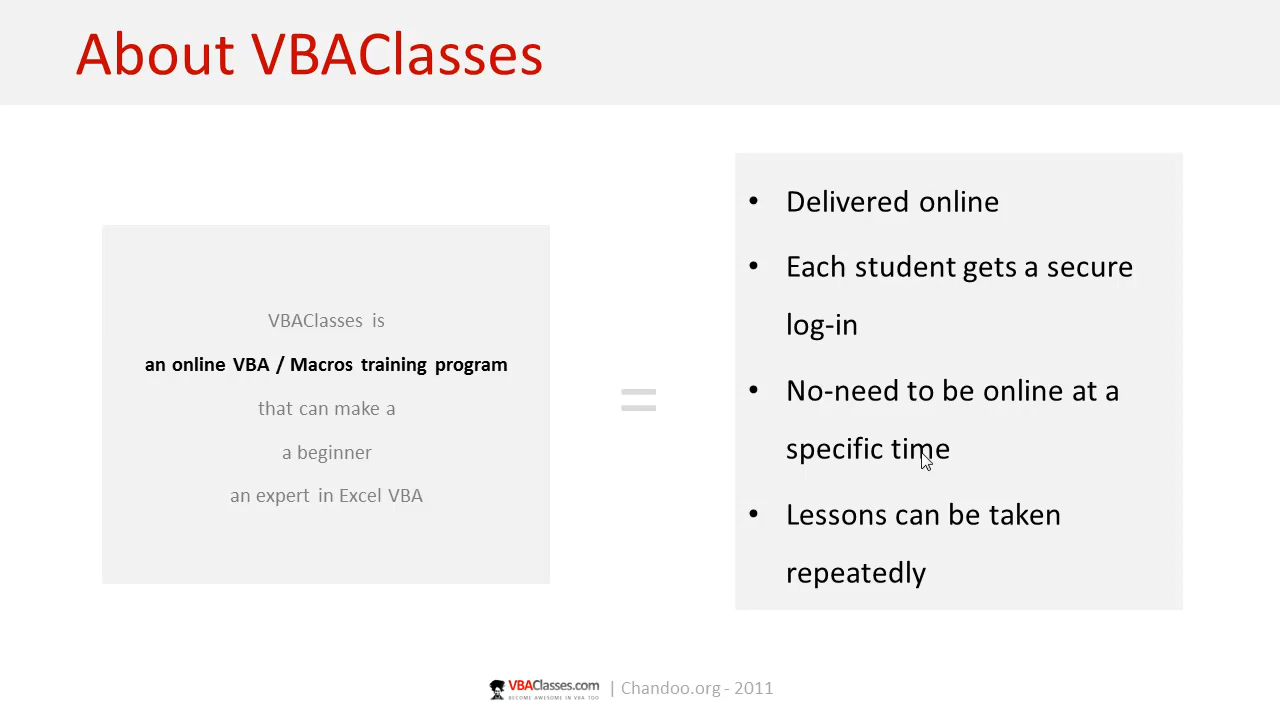 About VBAClasses
VBAClasses is
an online VBA / Macros training program
that can make a
a beginner
an expert in Excel VBA
=
• Delivered online
• Each student gets a secure
log-in
• No-need to be online at a
specific time
• Lessons can be taken
repeatedly
VBAClasses.com | Chandoo.org - 2011
BECOME AWESOME IN VBA TOO